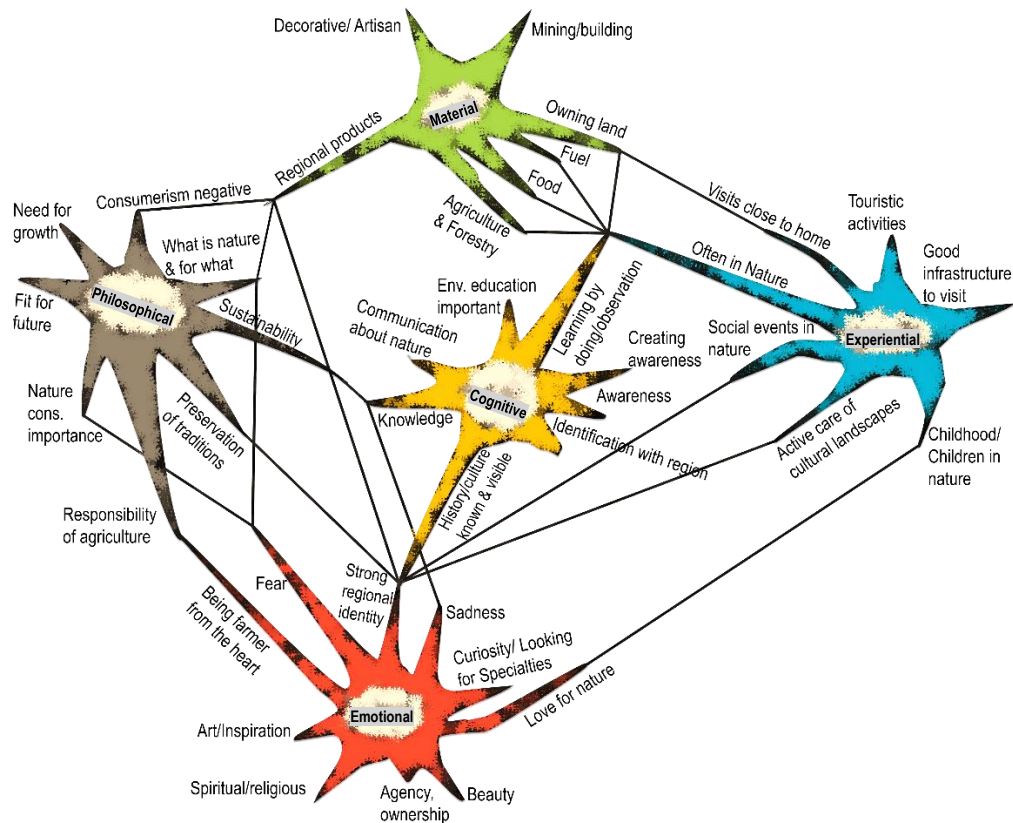 Decorative/ Artisan
Mining/building
Material
Owning land
Regional products
Fuel
Food
Agriculture
& Forestry
Visits close to home
Touristic
activities
Often in Nature
Good
infrastructure
to visit
Experiential
Social events in
nature
Active care of
cultural landscapes
Childhood/
Children in
nature
Consumerism negative
Need for
growth
What is nature
& for what
Philosophical
Fit for
future
Sustainability
Nature
cons.
importance
Preservation
of traditions
Responsibility
of agriculture
Env. education
important
Communication
about nature
Learning by
doing/observation
Creating
awareness
Cognitive
Awareness
Knowledge
Identification with region
History/culture
known & visible
Fear
Strong
regional
identity
Sadness
Being farmer
from the heart
Curiosity/ Looking
for Specialties
Love for nature
Emotional
Art/Inspiration
Spiritual/religious
Agency,
ownership
Beauty